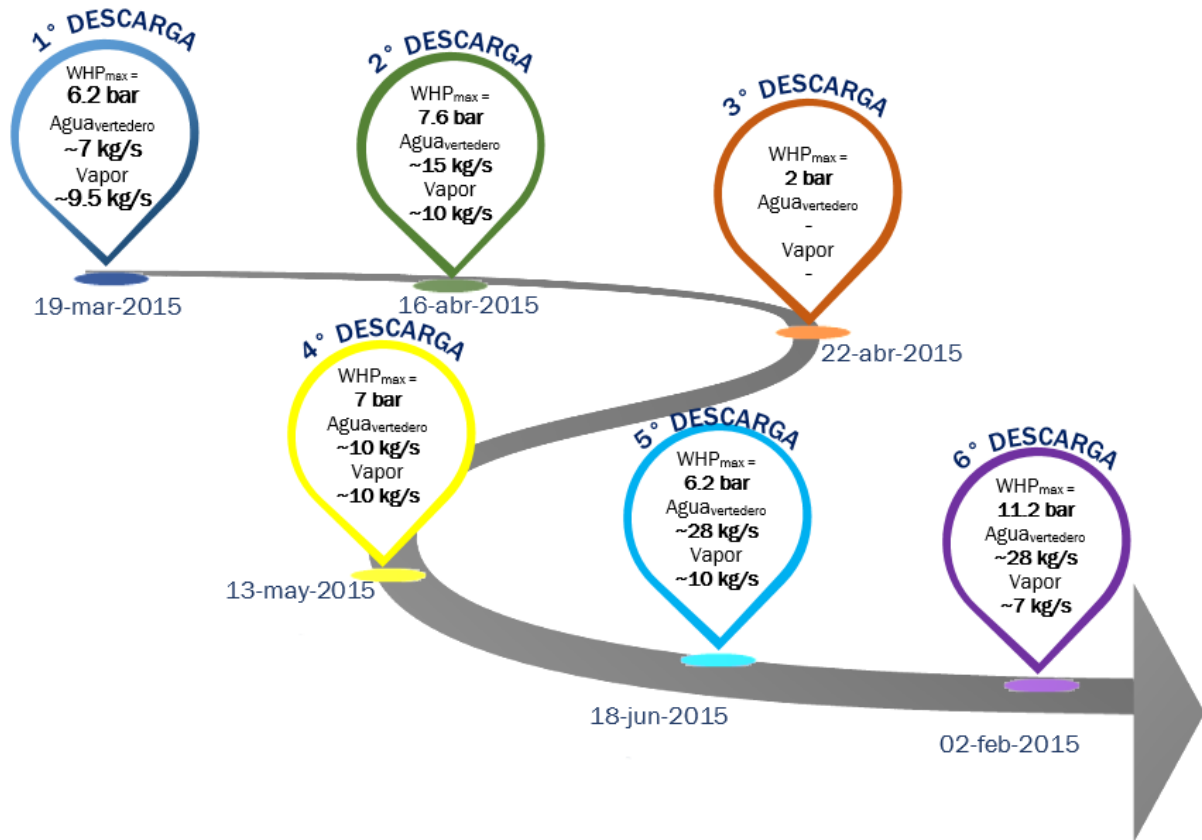 1° DESCARGA
WHPmax =
6.2 bar
Aguavertedero
~7 kg/s
Vapor
~9.5 kg/s
19-mar-2015
2° DESCARGA
WHPmax =
7.6 bar
Aguavertedero
~15 kg/s
Vapor
~10 kg/s
16-abr-2015
3° DESCARGA
WHPmax =
2 bar
Aguavertedero
-
Vapor
-
22-abr-2015
4° DESCARGA
WHPmax =
7 bar
Aguavertedero
~10 kg/s
Vapor
~10 kg/s
13-may-2015
5° DESCARGA
WHPmax =
6.2 bar
Aguavertedero
~28 kg/s
Vapor
~10 kg/s
18-jun-2015
6° DESCARGA
WHPmax =
11.2 bar
Aguavertedero
~28 kg/s
Vapor
~7 kg/s
02-feb-2015